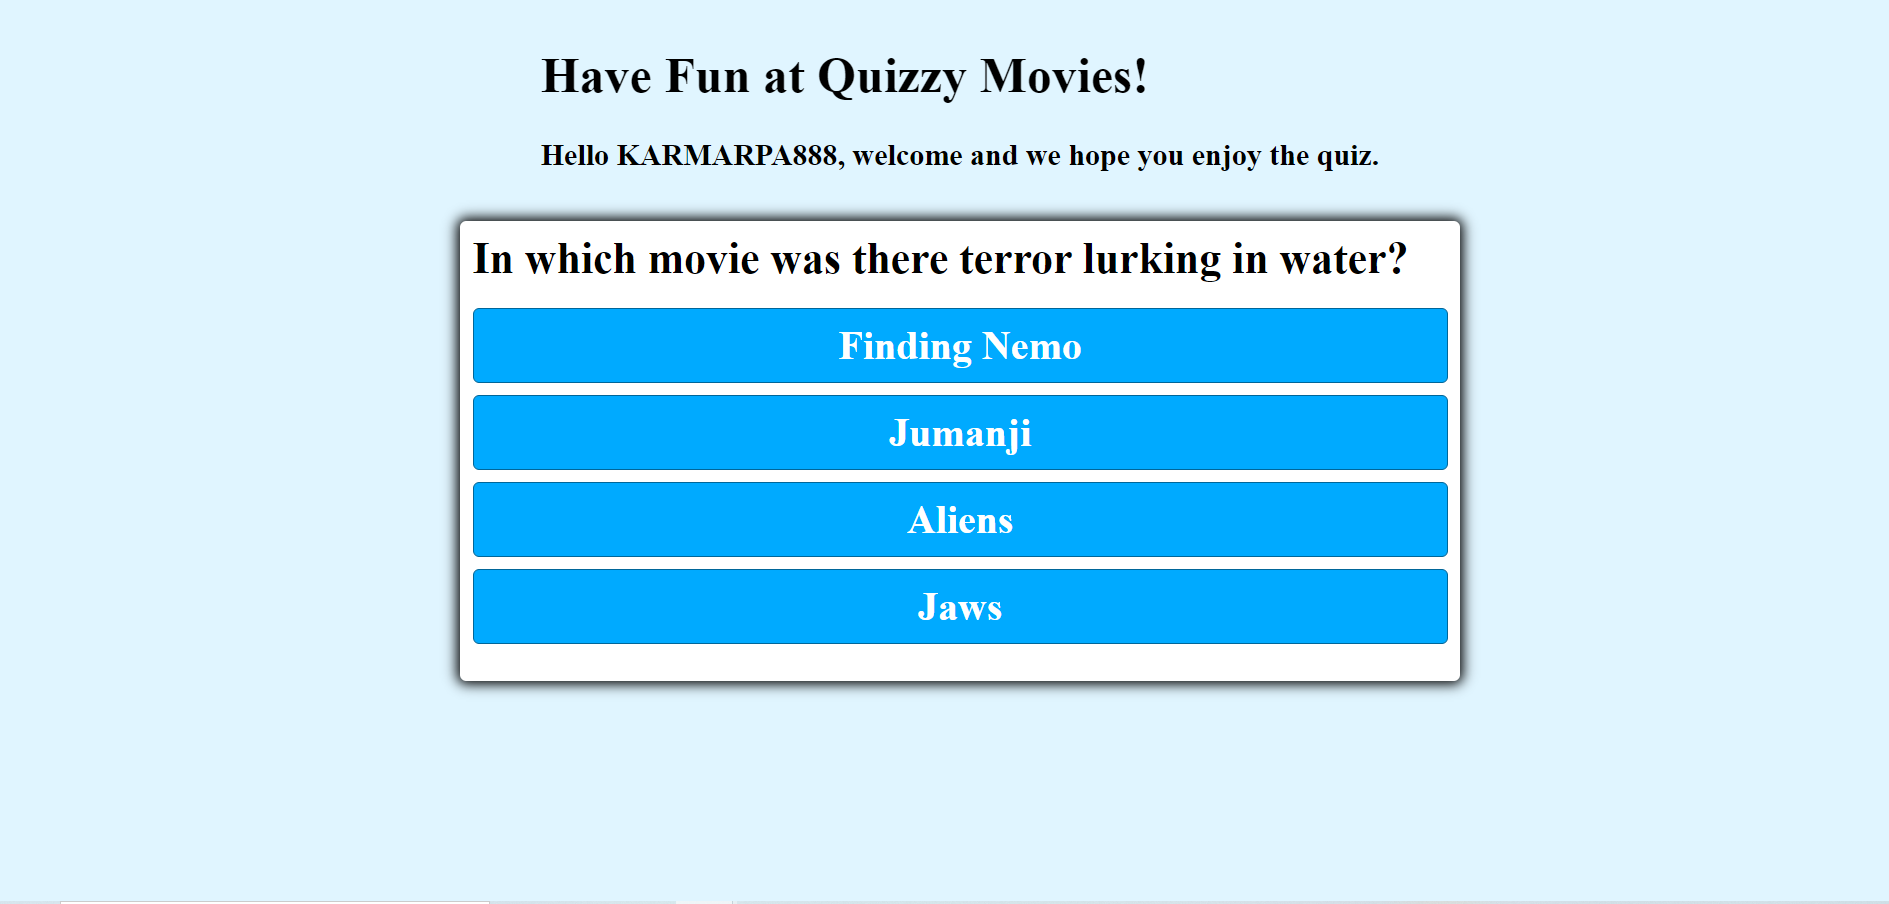 Have Fun at Quizzy Movies!
Hello KARMARPA888, welcome and we hope you enjoy the quiz.
In which movie was there terror lurking in water?
Finding Nemo
Jumanji
Aliens
Jaws